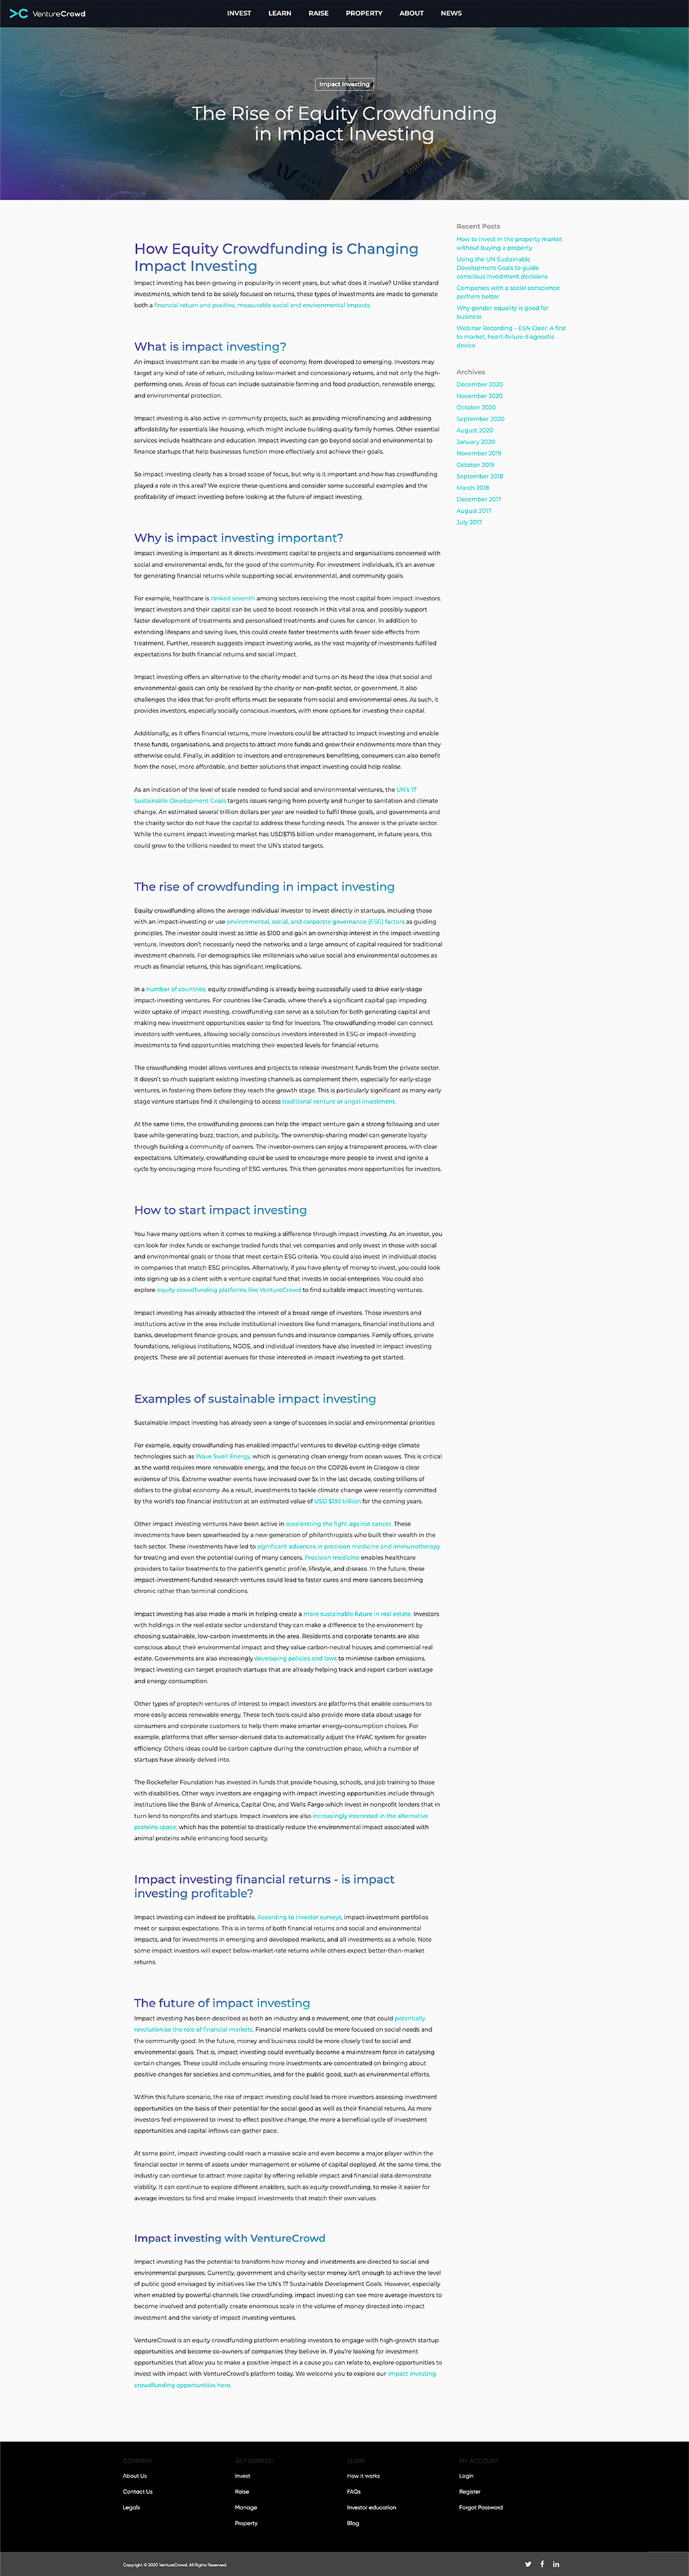 VentureCrowd
INVEST LEARN RAISE PROPERTY ABOUT NEWS
Impact Investing
The Rise of Equity Crowdfunding
in Impact Investing
WAVE SWELL
How Equity Crowdfunding is Changing
Impact Investing
Impact investing has been growing in popularity in recent years, but what does it involve? Unlike standard
investments, which tend to be solely focused on returns, these types of investments are made to generate
both a financial return and positive, measurable social and environmental impacts.
What is impact investing?
An impact investment can be made in any type of economy, from developed to emerging. Investors may
target any kind of rate of return, including below-market and concessionary returns, and not only the high-
performing ones. Areas of focus can include sustainable farming and food production, renewable energy,
and environmental protection.
Impact investing is also active in community projects, such as providing microfinancing and addressing
affordability for essentials like housing, which might include building quality family homes. Other essential
services include healthcare and education. Impact investing can go beyond social and environmental to
finance startups that help businesses function more effectively and achieve their goals.
So impact investing clearly has a broad scope of focus, but why is it important and how has crowdfunding
played a role in this area? We explore these questions and consider some successful examples and the
profitability of impact investing before looking at the future of impact investing.
Why is impact investing important?
Impact investing is important as it directs investment capital to projects and organisations concerned with
social and environmental ends, for the good of the community. For investment individuals, it's an avenue
for generating financial returns while supporting social, environmental, and community goals.
For example, healthcare is ranked seventh among sectors receiving the most capital from impact investors.
Impact investors and their capital can be used to boost research in this vital area, and possibly support
faster development of treatments and personalised treatments and cures for cancer. In addition to
extending lifespans and saving lives, this could create faster treatments with fewer side effects from
treatment. Further, research suggests impact investing works, as the vast majority of investments fulfilled
expectations for both financial returns and social impact.
Impact investing offers an alternative to the charity model and turns on its head the idea that social and
environmental goals can only be resolved by the charity or non-profit sector, or government. It also
challenges the idea that for-profit efforts must be separate from social and environmental ones. As such, it
provides investors, especially socially conscious investors, with more options for investing their capital.
Additionally, as it offers financial returns, more investors could be attracted to impact investing and enable
these funds, organisations, and projects to attract more funds and grow their endowments more than they
otherwise could. Finally, in addition to investors and entrepreneurs benefitting, consumers can also benefit
from the novel, more affordable, and better solutions that impact investing could help realise.
As an indication of the level of scale needed to fund social and environmental ventures, the UN's 17
Sustainable Development Goals targets issues ranging from poverty and hunger to sanitation and climate
change. An estimated several trillion dollars per year are needed to fulfil these goals, and governments and
the charity sector do not have the capital to address these funding needs. The answer is the private sector.
While the current impact investing market has USD$715 billion under management, in future years, this
could grow to the trillions needed to meet the UN's stated targets.
The rise of crowdfunding in impact investing
Equity crowdfunding allows the average individual investor to invest directly in startups, including those
with an impact-investing or use environmental, social, and corporate governance (ESG) factors as guiding
principles. The investor could invest as little as $100 and gain an ownership interest in the impact-investing
venture. Investors don't necessarily need the networks and a large amount of capital required for traditional
investment channels. For demographics like millennials who value social and environmental outcomes as
much as financial returns, this has significant implications.
In a number of countries, equity crowdfunding is already being successfully used to drive early-stage
impact-investing ventures. For countries like Canada, where there's a significant capital gap impeding
wider uptake of impact investing, crowdfunding can serve as a solution for both generating capital and
making new investment opportunities easier to find for investors. The crowdfunding model can connect
investors with ventures, allowing socially conscious investors interested in ESG or impact-investing
investments to find opportunities matching their expected levels for financial returns.
The crowdfunding model allows ventures and projects to release investment funds from the private sector.
It doesn't so much supplant existing investing channels as complement them, especially for early-stage
ventures, in fostering them before they reach the growth stage. This is particularly significant as many early
stage venture startups find it challenging to access traditional venture or angel investment.
At the same time, the crowdfunding process can help the impact venture gain a strong following and user
base while generating buzz, traction, and publicity. The ownership-sharing model can generate loyalty
through building a community of owners. The investor-owners can enjoy a transparent process, with clear
expectations. Ultimately, crowdfunding could be used to encourage more people to invest and ignite a
cycle by encouraging more founding of ESG ventures. This then generates more opportunities for investors.
How to start impact investing
You have many options when it comes to making a difference through impact investing. As an investor, you
can look for index funds or exchange traded funds that vet companies and only invest in those with social
and environmental goals or those that meet certain ESG criteria. You could also invest in individual stocks
in companies that match ESG principles. Alternatively, if you have plenty of money to invest, you could look
into signing up as a client with a venture capital fund that invests in social enterprises. You could also
explore equity crowdfunding platforms like VentureCrowd to find suitable impact investing ventures.
Impact investing has already attracted the interest of a broad range of investors. Those investors and
institutions active in the area include institutional investors like fund managers, financial institutions and
banks, development finance groups, and pension funds and insurance companies. Family offices, private
foundations, religious institutions, NGOS, and individual investors have also invested in impact investing
projects. These are all potential avenues for those interested in impact investing to get started.
Examples of sustainable impact investing
Sustainable impact investing has already seen a range of successes in social and environmental priorities
For example, equity crowdfunding has enabled impactful ventures to develop cutting-edge climate
technologies such as Wave Swell Energy, which is generating clean energy from ocean waves. This is critical
as the world requires more renewable energy, and the focus on the COP26 event in Glasgow is clear
evidence of this. Extreme weather events have increased over 5x in the last decade, costing trillions of
dollars to the global economy. As a result, investments to tackle climate change were recently committed
by the world's top financial institution at an estimated value of USD $130 trillion for the coming years.
Other impact investing ventures have been active in accelerating the fight against cancer. These
investments have been spearheaded by a new generation of philanthropists who built their wealth in the
tech sector. These investments have led to significant advances in precision medicine and immunotherapy
for treating and even the potential curing of many cancers. Precision medicine enables healthcare
providers to tailor treatments to the patient's genetic profile, lifestyle, and disease. In the future, these
impact-investment-funded research ventures could lead to faster cures and more cancers becoming
chronic rather than terminal conditions.
Impact investing has also made a mark in helping create a more sustainable future in real estate. Investors
with holdings in the real estate sector understand they can make a difference to the environment by
choosing sustainable, low-carbon investments in the area. Residents and corporate tenants are also
conscious about their environmental impact and they value carbon-neutral houses and commercial real
estate. Governments are also increasingly developing policies and laws to minimise carbon emissions.
Impact investing can target proptech startups that are already helping track and report carbon wastage
and energy consumption.
Other types of proptech ventures of interest to impact investors are platforms that enable consumers to
more easily access renewable energy. These tech tools could also provide more data about usage for
consumers and corporate customers to help them make smarter energy-consumption choices. For
example, platforms that offer sensor-derived data to automatically adjust the HVAC system for greater
efficiency. Others ideas could be carbon capture during the construction phase, which a number of
startups have already delved into.
The Rockefeller Foundation has invested in funds that provide housing, schools, and job training to those
with disabilities. Other ways investors are engaging with impact investing opportunities include through
institutions like the Bank of America, Capital One, and Wells Fargo which invest in nonprofit lenders that in
turn lend to nonprofits and startups. Impact investors are also increasingly interested in the alternative
proteins space, which has the potential to drastically reduce the environmental impact associated with
animal proteins while enhancing food security.
Impact investing financial returns - is impact
investing profitable?
Impact investing can indeed be profitable. According to investor surveys, impact-investment portfolios
meet or surpass expectations. This is in terms of both financial returns and social and environmental
impacts, and for investments in emerging and developed markets, and all investments as a whole. Note
some impact investors will expect below-market-rate returns while others expect better-than-market
returns.
The future of impact investing
Impact investing has been described as both an industry and a movement, one that could potentially
revolutionise the role of financial markets. Financial markets could be more focused on social needs and
the community good. In the future, money and business could be more closely tied to social and
environmental goals. That is, impact investing could eventually become a mainstream force in catalysing
certain changes. These could include ensuring more investments are concentrated on bringing about
positive changes for societies and communities, and for the public good, such as environmental efforts.
Within this future scenario, the rise of impact investing could lead to more investors assessing investment
opportunities on the basis of their potential for the social good as well as their financial returns. As more
investors feel empowered to invest to effect positive change, the more a beneficial cycle of investment
opportunities and capital inflows can gather pace.
At some point, impact investing could reach a massive scale and even become a major player within the
financial sector in terms of assets under management or volume of capital deployed. At the same time, the
industry can continue to attract more capital by offering reliable impact and financial data demonstrate
viability. It can continue to explore different enablers, such as equity crowdfunding, to make it easier for
average investors to find and make impact investments that match their own values.
Impact investing with VentureCrowd
Impact investing has the potential to transform how money and investments are directed to social and
environmental purposes. Currently, government and charity sector money isn't enough to achieve the level
of public good envisaged by initiatives like the UN's 17 Sustainable Development Goals. However, especially
when enabled by powerful channels like crowdfunding, impact investing can see more average investors to
become involved and potentially create enormous scale in the volume of money directed into impact
investment and the variety of impact investing ventures.
VentureCrowd is an equity crowdfunding platform enabling investors to engage with high-growth startup
opportunities and become co-owners of companies they believe in. If you're looking for investment
opportunities that allow you to make a positive impact in a cause you can relate to, explore opportunities to
invest with impact with VentureCrowd's platform today. We welcome you to explore our impact investing
crowdfunding opportunities here.
Recent Posts
How to invest in the property market
without buying a property
Using the UN Sustainable
Development Goals to guide
conscious investment decisions
Companies with a social conscience
perform better
Why gender equality is good for
business
Webinar Recording – ESN Cleer: A first
to market, heart-failure diagnostic
device
Archives
December 2020
November 2020
October 2020
September 2020
August 2020
January 2020
November 2019
October 2019
September 2018
March 2018
December 2017
August 2017
July 2017
COMPANY
About Us
Contact Us
Legals
GET STARTED
Invest
Raise
Manage
Property
LEARN
How it works
FAQs
Investor education
Blog
MY ACCOUNT
Login
Register
Forgot Password
Copyright © 2020 VentureCrowd. All Rights Reserved.